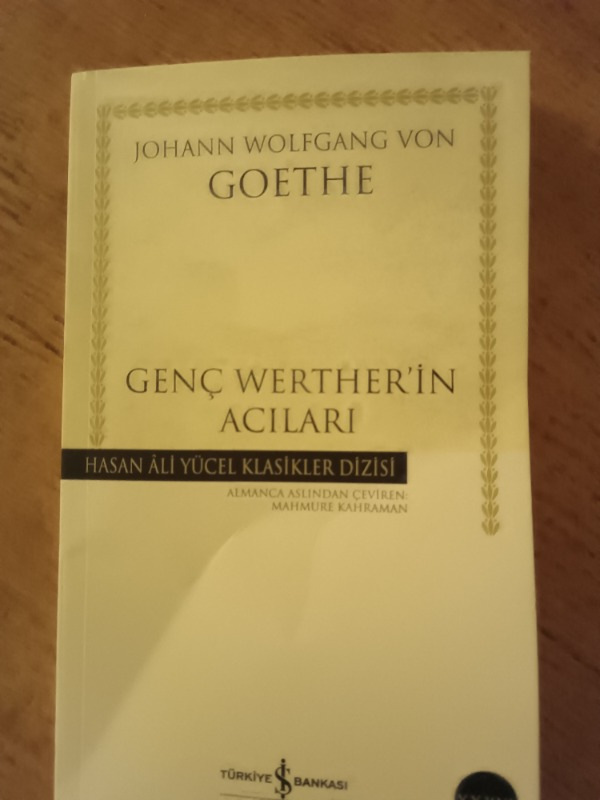 JOHANN WOLFGANG VON
GOETHE
GENÇ WERTHER'İN
ACILARI
HASAN ÂLİ YÜCEL KLASİKLER DİZİSİ
ALMANCA ASLINDAN ÇEVİREN:
MAHMURE KAHRAMAN
TÜRKİYE İŞ BANKASI